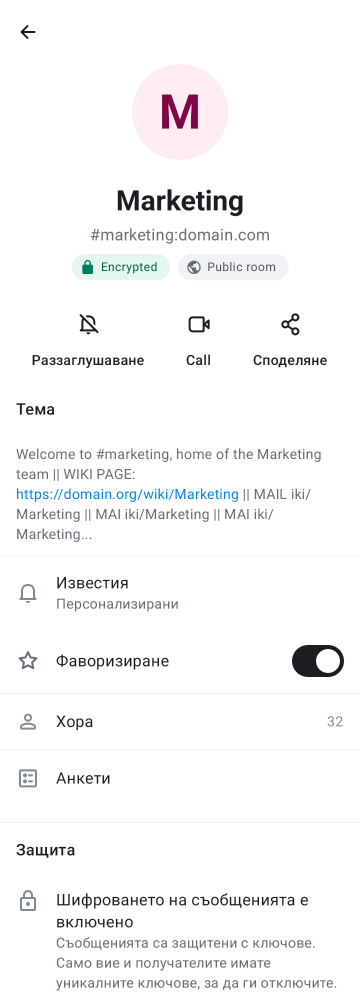 M
Marketing
#marketing:domain.com
Encrypted Public room
Раззаглушаване Call Споделяне
Тема
Welcome to #marketing, home of the Marketing
team || WIKI PAGE:
https://domain.org/wiki/Marketing || MAIL iki/
Marketing || MAI iki/Marketing || MAI iki/
Marketing...
Известия
Персонализирани
Фаворизиране
Хора 32
Анкети
Защита
Шифроването на съобщенията е
включено
Съобщенията са защитени с ключове.
Само вие и получателите имате
уникалните ключове, за да ги отключите.